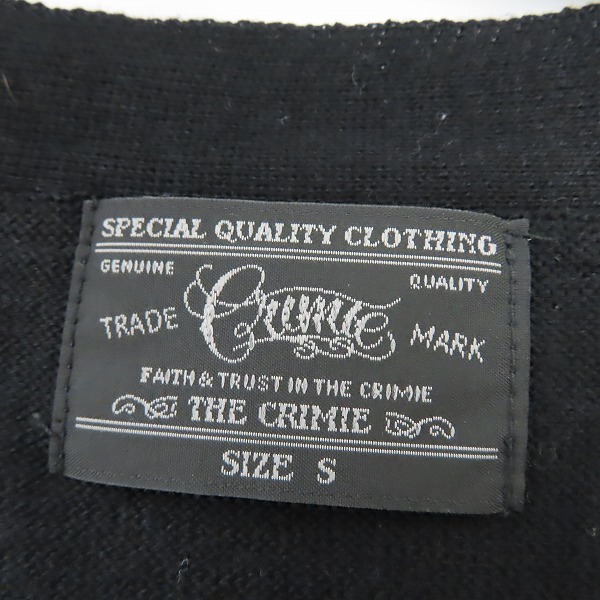 SPECIAL QUALITY CLOTHING
GENUINE QUALITY
TRADE Crimie MARK
FAITH & TRUST IN THE CRIMIE
THE CRIMIE
SIZE S